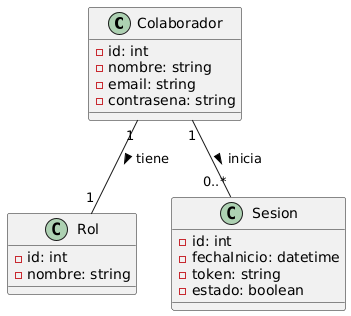 C Colaborador
id: int
nombre: string
email: string
contrasena: string
1 1
tiene inicia
1 0..*
C Rol
id: int
nombre: string
C Sesion
id: int
fechaInicio: datetime
token: string
estado: boolean